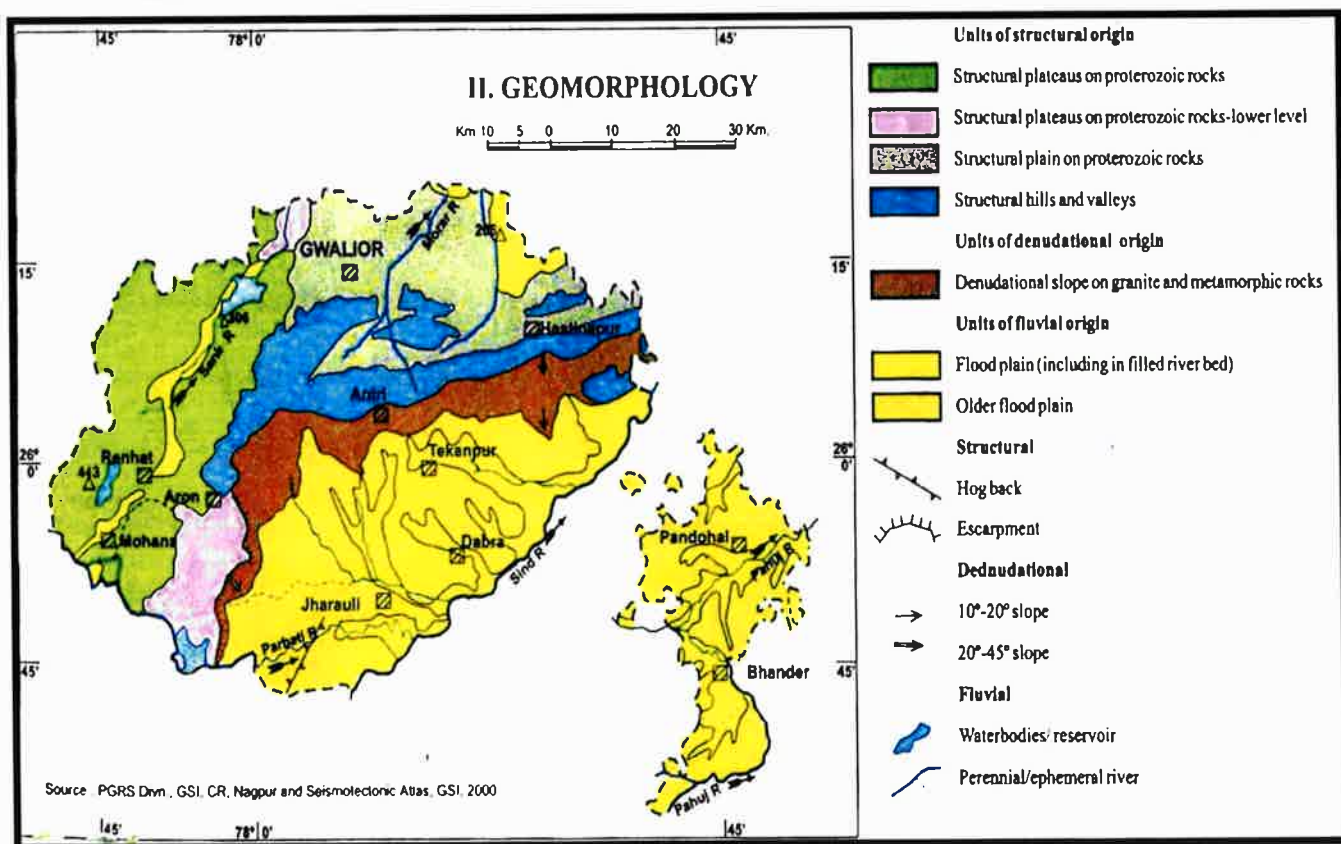 45'
78° 0'
45'
II. GEOMORPHOLOGY
Km 10 5 0 10 20 30 Km.
GWALIOR
Morar R
15'
15'
Hastinapur
306
Antri
26°
0'
26°
0'
Renhat
443
Tekanpur
Aron
Mohana
Dabra
Sind R
Pandohal
Pahuj R
Jharauli
Parbati R
45'
45'
Bhander
Pahuj R
Source . PGRS Divn., GSI, CR, Nagpur and Seismotectonic Atlas, GSI, 2000
45'
78° 0'
45'
Units of structural origin
Structural plateaus on proterozoic rocks
Structural plateaus on proterozoic rocks-lower level
Structural plain on proterozoic rocks
Structural hills and valleys
Units of denudational origin
Denudational slope on granite and metamorphic rocks
Units of fluvial origin
Flood plain (including in filled river bed)
Older flood plain
Structural
Hog back
Escarpment
Dednudational
10°-20° slope
20°-45° slope
Fluvial
Waterbodies/ reservoir
Perennial/ephemeral river